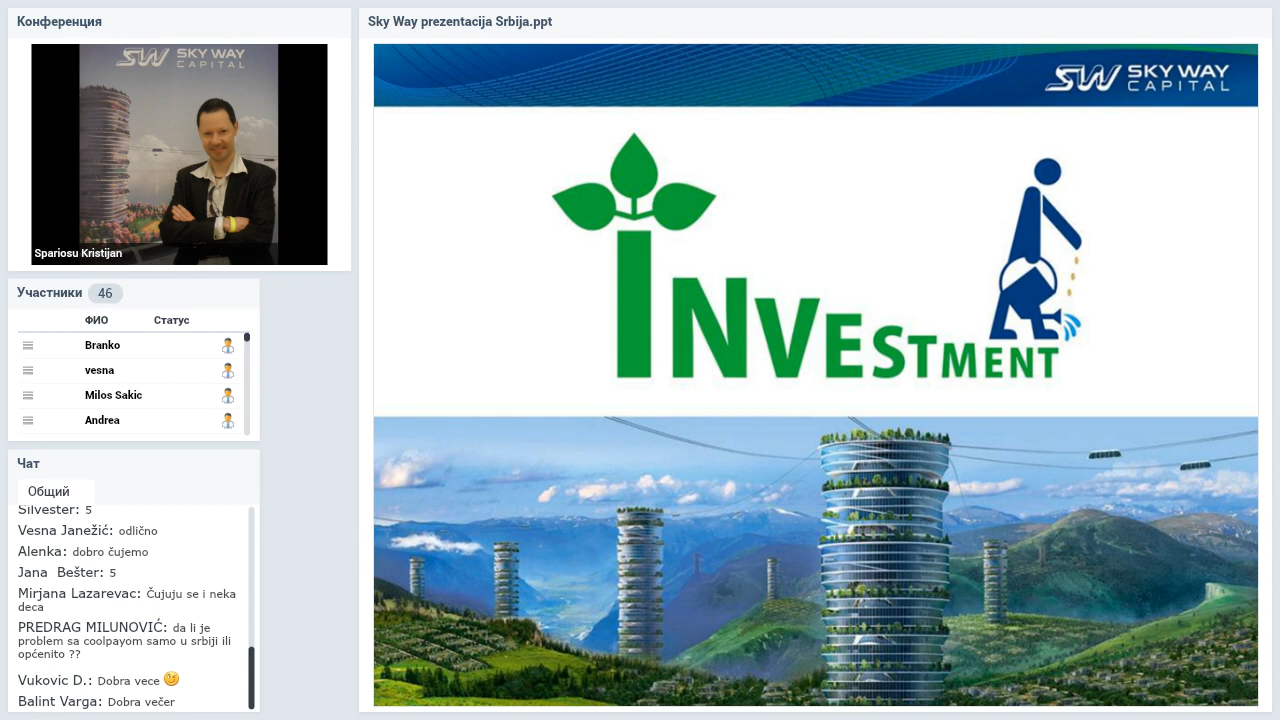 Конференция
SKY WAY
CAPITAL
Spariosu Kristijan
Участники 46
ФИО Статус
Branko
vesna
Milos Sakic
Andrea
Чат
Общий
Silvester: 5
Vesna Janežić: odlično
Alenka: dobro čujemo
Jana Bešter: 5
Mirjana Lazarevac: Čujuju se i neka
deca
PREDRAG MILUNOVIĆ: da li je
problem sa coolpayom samo u srbiji ili
općenito ??
Vukovic D.: Dobra vece
Balint Varga: Dobra večer
Sky Way prezentacija Srbija.ppt
SW SKY WAY
CAPITAL
INVESTMENT